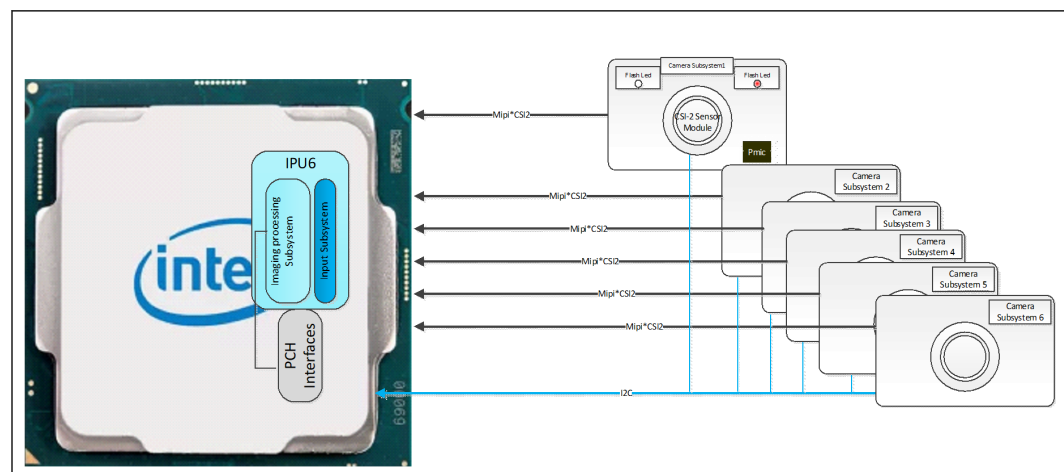 Camera Subsystem1
Flash Led
Flash Led
CSI-2 Sensor
Module
Pmic
Mipi*CSI2
IPU6
Imaging processing
Subsystem
Input Subsystem
intel
PCH
Interfaces
Camera
Subsystem 2
Mipi*CSI2
Camera
Subsystem 3
Mipi*CSI2
Camera
Subsystem 4
Mipi*CSI2
Camera
Subsystem 5
Mipi*CSI2
Camera
Subsystem 6
Mipi*CSI2
I2C